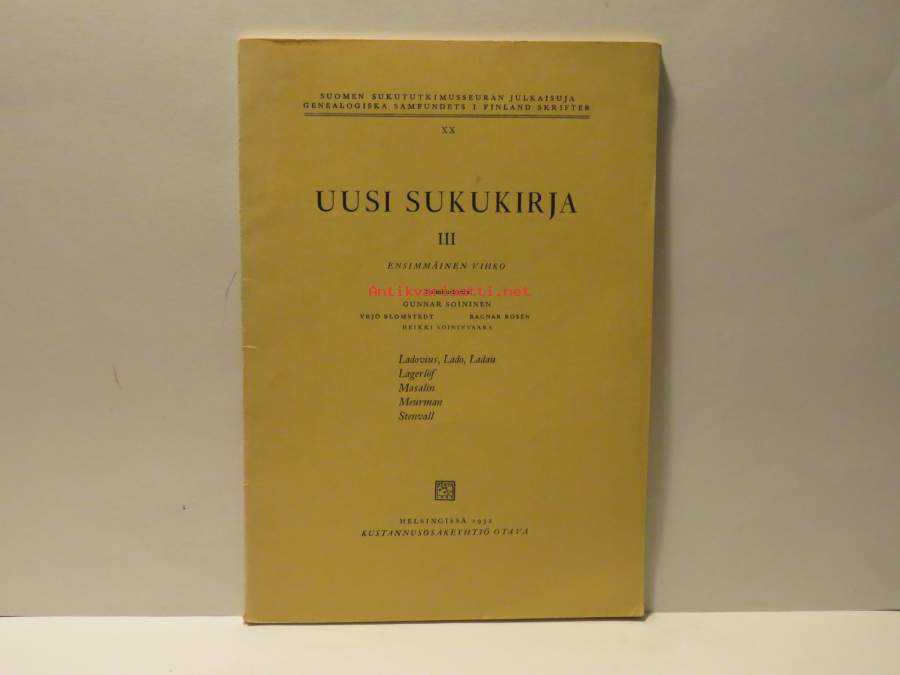 SUOMEN SUKUTUTKIMUSSEURAN JULKAISUJA
GENEALOGISKA SAMFUNDETS I FINLAND SKRIFTER
XX
UUSI SUKUKIRJA
III
ENSIMMÄINEN VIHKO
Antikvariaatti.net
GUNNAR SOININEN
YRJÖ BLOMSTEDT RAGNAR ROSÉN
HEIKKI SOININVAARA
Ladovius, Lado, Ladau
Lagerlöf
Masalin
Meurman
Stenvall
HELSINGISSÄ 1952
KUSTANNUSOSAKEYHTIÖ OTAVA